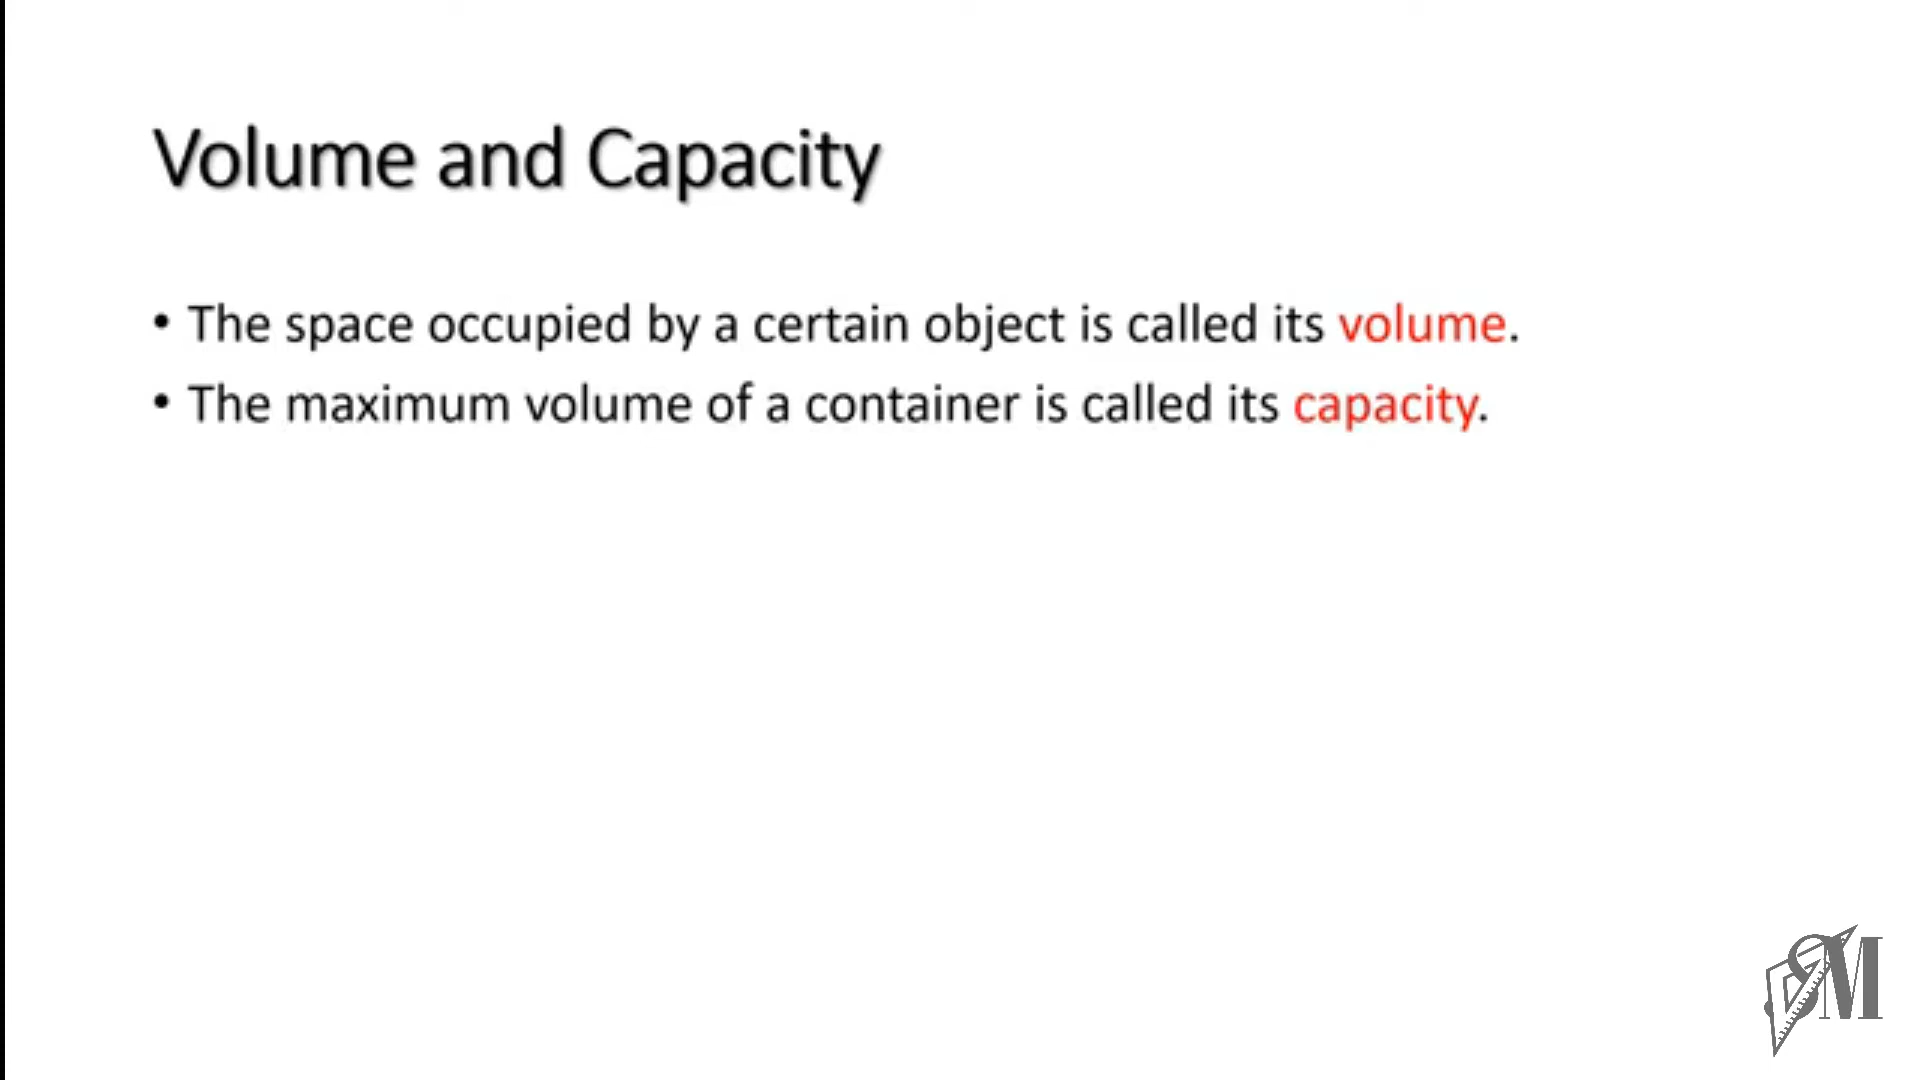 Volume and Capacity
• The space occupied by a certain object is called its volume.
• The maximum volume of a container is called its capacity.
SM